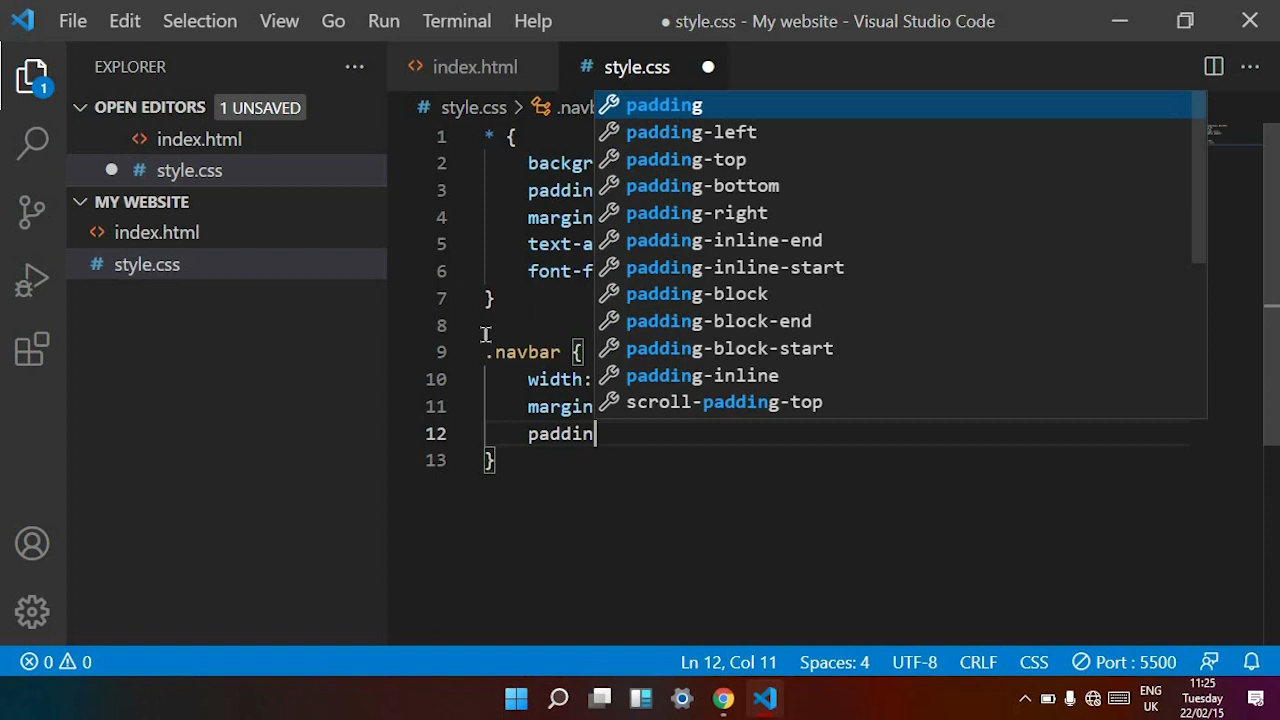 File Edit Selection View Go Run Terminal Help ● style.css - My website - Visual Studio Code
EXPLORER ...
index.html
# style.css
OPEN EDITORS 1 UNSAVED
index.html
# style.css
MY WEBSITE
index.html
# style.css
1
# style.css > .navb
1 * {
2 backgr
3 paddin
4 margin
5 text-a
6 font-f
7 }
8
9 .navbar {
10 width:
11 margin
12 paddin
13 }
padding
padding-left
padding-top
padding-bottom
padding-right
padding-inline-end
padding-inline-start
padding-block
padding-block-end
padding-block-start
padding-inline
scroll-padding-top
0 0 Ln 12, Col 11 Spaces: 4 UTF-8 CRLF CSS Port : 5500
ENG
UK
11:25
Tuesday
22/02/15